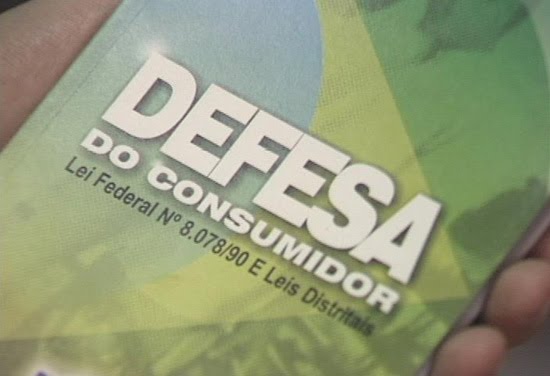 DEFESA
DO CONSUMIDOR
Lei Federal Nº 8.078/90 E Leis Distritais